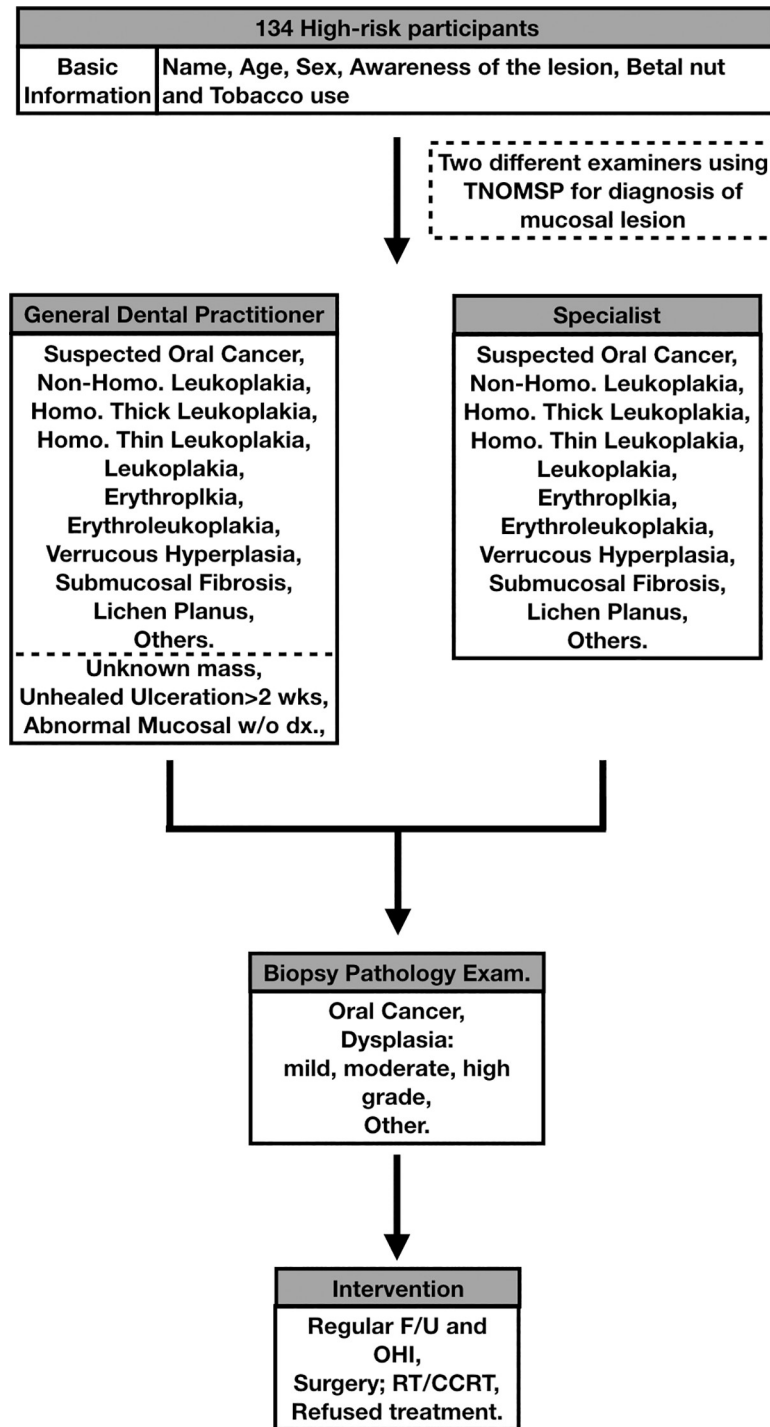 134 High-risk participants
Basic Information
Name, Age, Sex, Awareness of the lesion, Betal nut
and Tobacco use
Two different examiners using
TNOMSP for diagnosis of
mucosal lesion
General Dental Practitioner
Suspected Oral Cancer,
Non-Homo. Leukoplakia,
Homo. Thick Leukoplakia,
Homo. Thin Leukoplakia,
Leukoplakia,
Erythroplkia,
Erythroleukoplakia,
Verrucous Hyperplasia,
Submucosal Fibrosis,
Lichen Planus,
Others.
Unknown mass,
Unhealed Ulceration>2 wks,
Abnormal Mucosal w/o dx.,
Specialist
Suspected Oral Cancer,
Non-Homo. Leukoplakia,
Homo. Thick Leukoplakia,
Homo. Thin Leukoplakia,
Leukoplakia,
Erythroplkia,
Erythroleukoplakia,
Verrucous Hyperplasia,
Submucosal Fibrosis,
Lichen Planus,
Others.
Biopsy Pathology Exam.
Oral Cancer,
Dysplasia:
mild, moderate, high
grade,
Other.
Intervention
Regular F/U and
OHI,
Surgery; RT/CCRT,
Refused treatment.